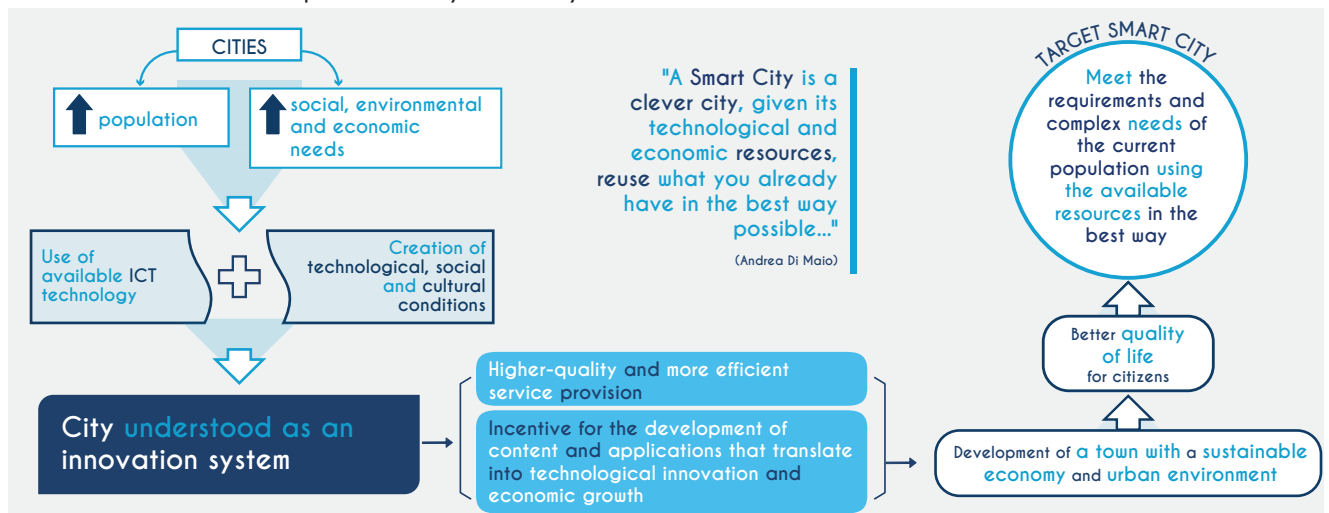 CITIES
population
social, environmental
and economic
needs
Use of
available ICT
technology
Creation of
technological, social
and cultural
conditions
City understood as an
innovation system
"A Smart City is a
clever city, given its
technological and
economic resources,
reuse what you already
have in the best way
possible..."
(Andrea Di Maio)
Higher-quality and more efficient
service provision
Incentive for the development of
content and applications that translate
into technological innovation and
economic growth
Development of a town with a sustainable
economy and urban environment
Better quality
of life
for citizens
TARGET SMART CITY
Meet the
requirements and
complex needs of
the current
population using
the available
resources in the
best way